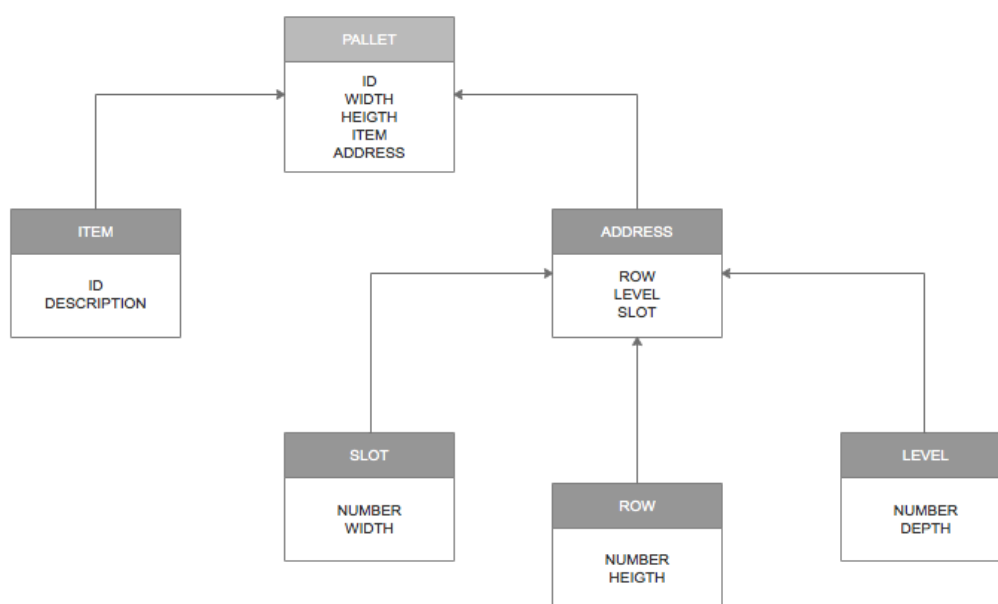 PALLET
ID
WIDTH
HEIGTH
ITEM
ADDRESS
ITEM
ID
DESCRIPTION
ADDRESS
ROW
LEVEL
SLOT
SLOT
NUMBER
WIDTH
ROW
NUMBER
HEIGTH
LEVEL
NUMBER
DEPTH